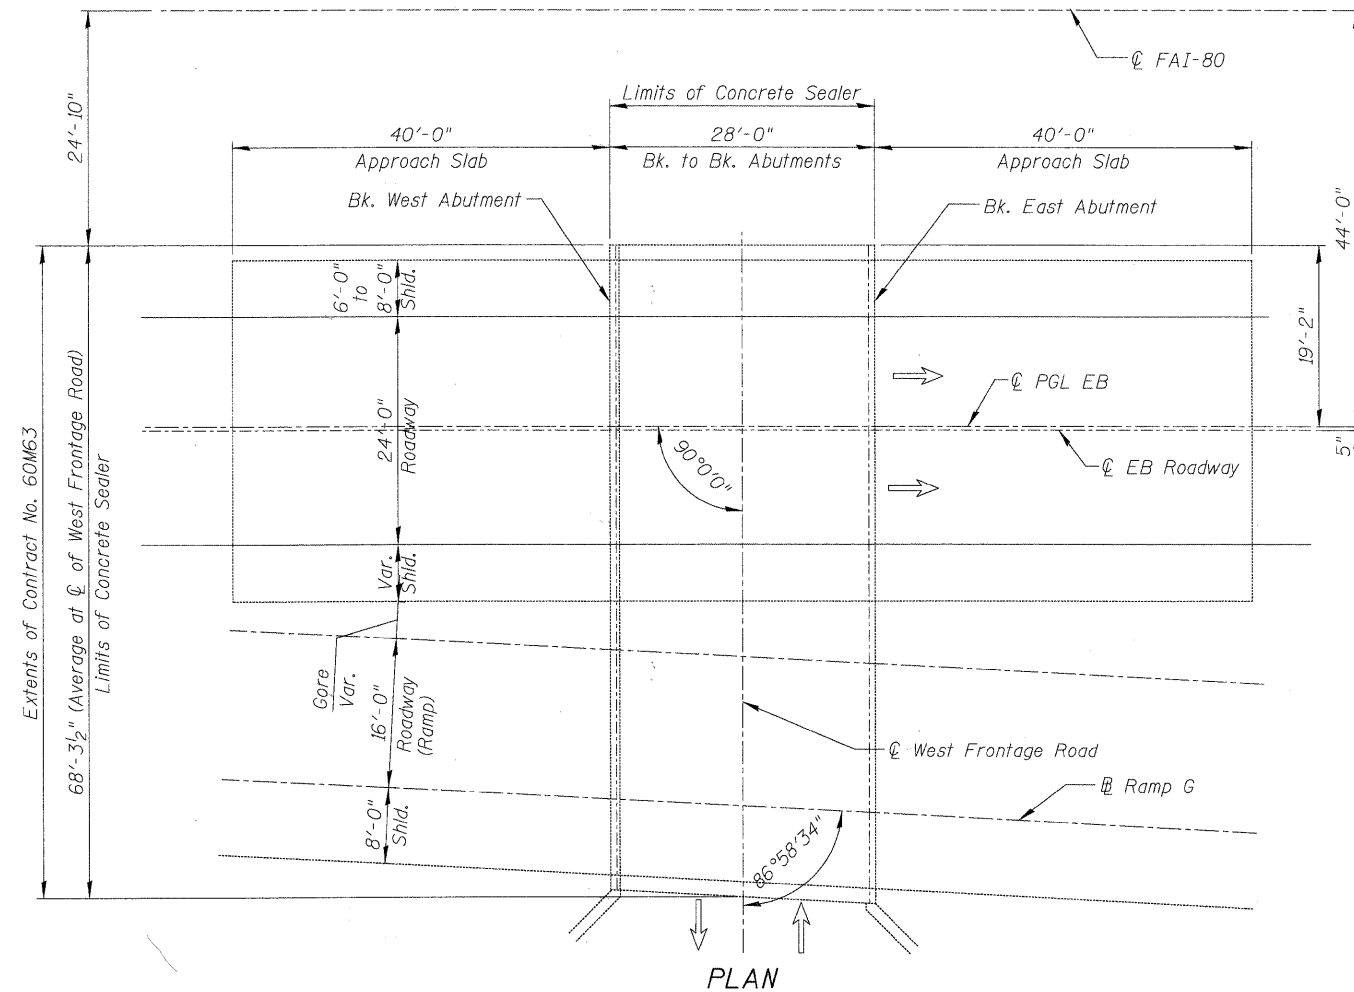 ℄ FAI-80
24'-10"
Limits of Concrete Sealer
40'-0"
Approach Slab
28'-0"
Bk. to Bk. Abutments
40'-0"
Approach Slab
Bk. West Abutment
Bk. East Abutment
44'-0"
6'-0"
to
8'-0"
Shld.
19'-2"
℄ PGL EB
24'-0"
Roadway
90°0'0"
5"
℄ EB Roadway
Extents of Contract No. 60M63
68'-3½" (Average at ℄ of West Frontage Road)
Limits of Concrete Sealer
Var.
Shld.
Gore
Var.
16'-0"
Roadway
(Ramp)
℄ West Frontage Road
BL Ramp G
8'-0"
Shld.
86°58'34"
PLAN